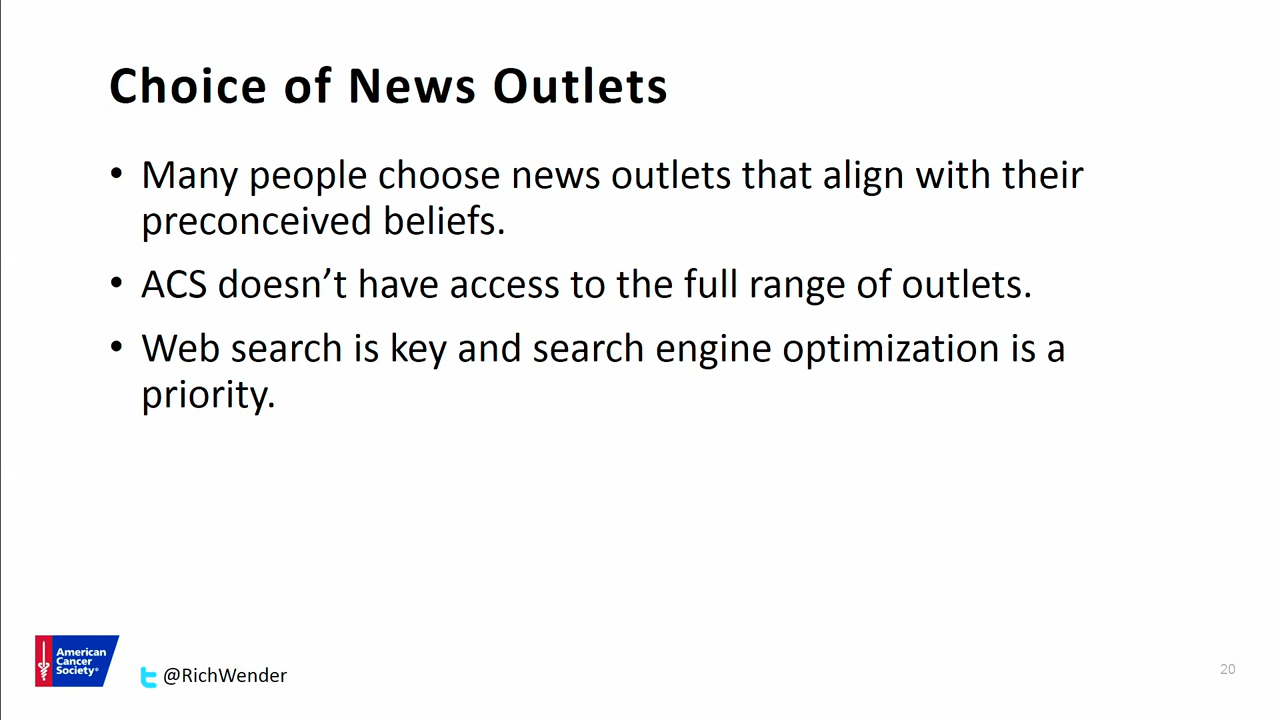 Choice of News Outlets
• Many people choose news outlets that align with their
preconceived beliefs.
• ACS doesn’t have access to the full range of outlets.
• Web search is key and search engine optimization is a
priority.
American
Cancer
Society®
@RichWender
20